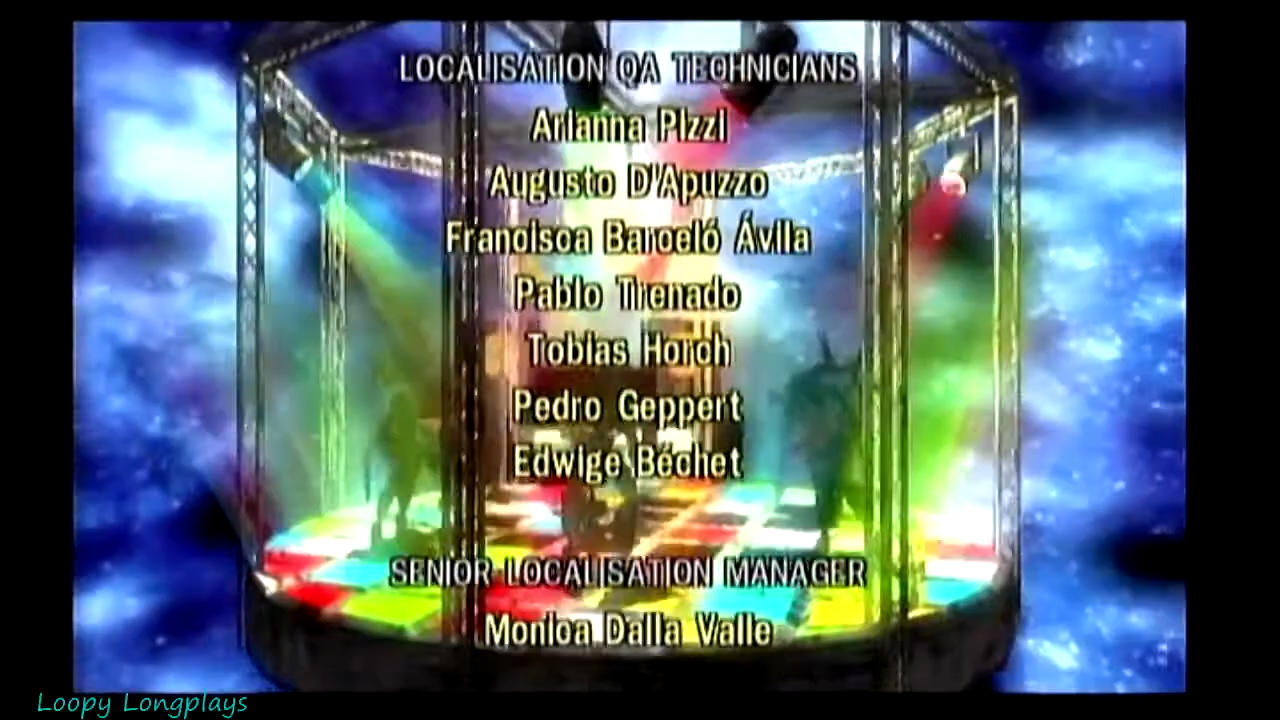 LOCALISATION QA TECHNICIANS
Arianna Pizzi
Augusto D'Apuzzo
Francisca Barceló Ávila
Pablo Trenado
Tobias Horch
Pedro Geppert
Edwige Béchet
SENIOR LOCALISATION MANAGER
Monica Dalla Valle
Loopy Longplays